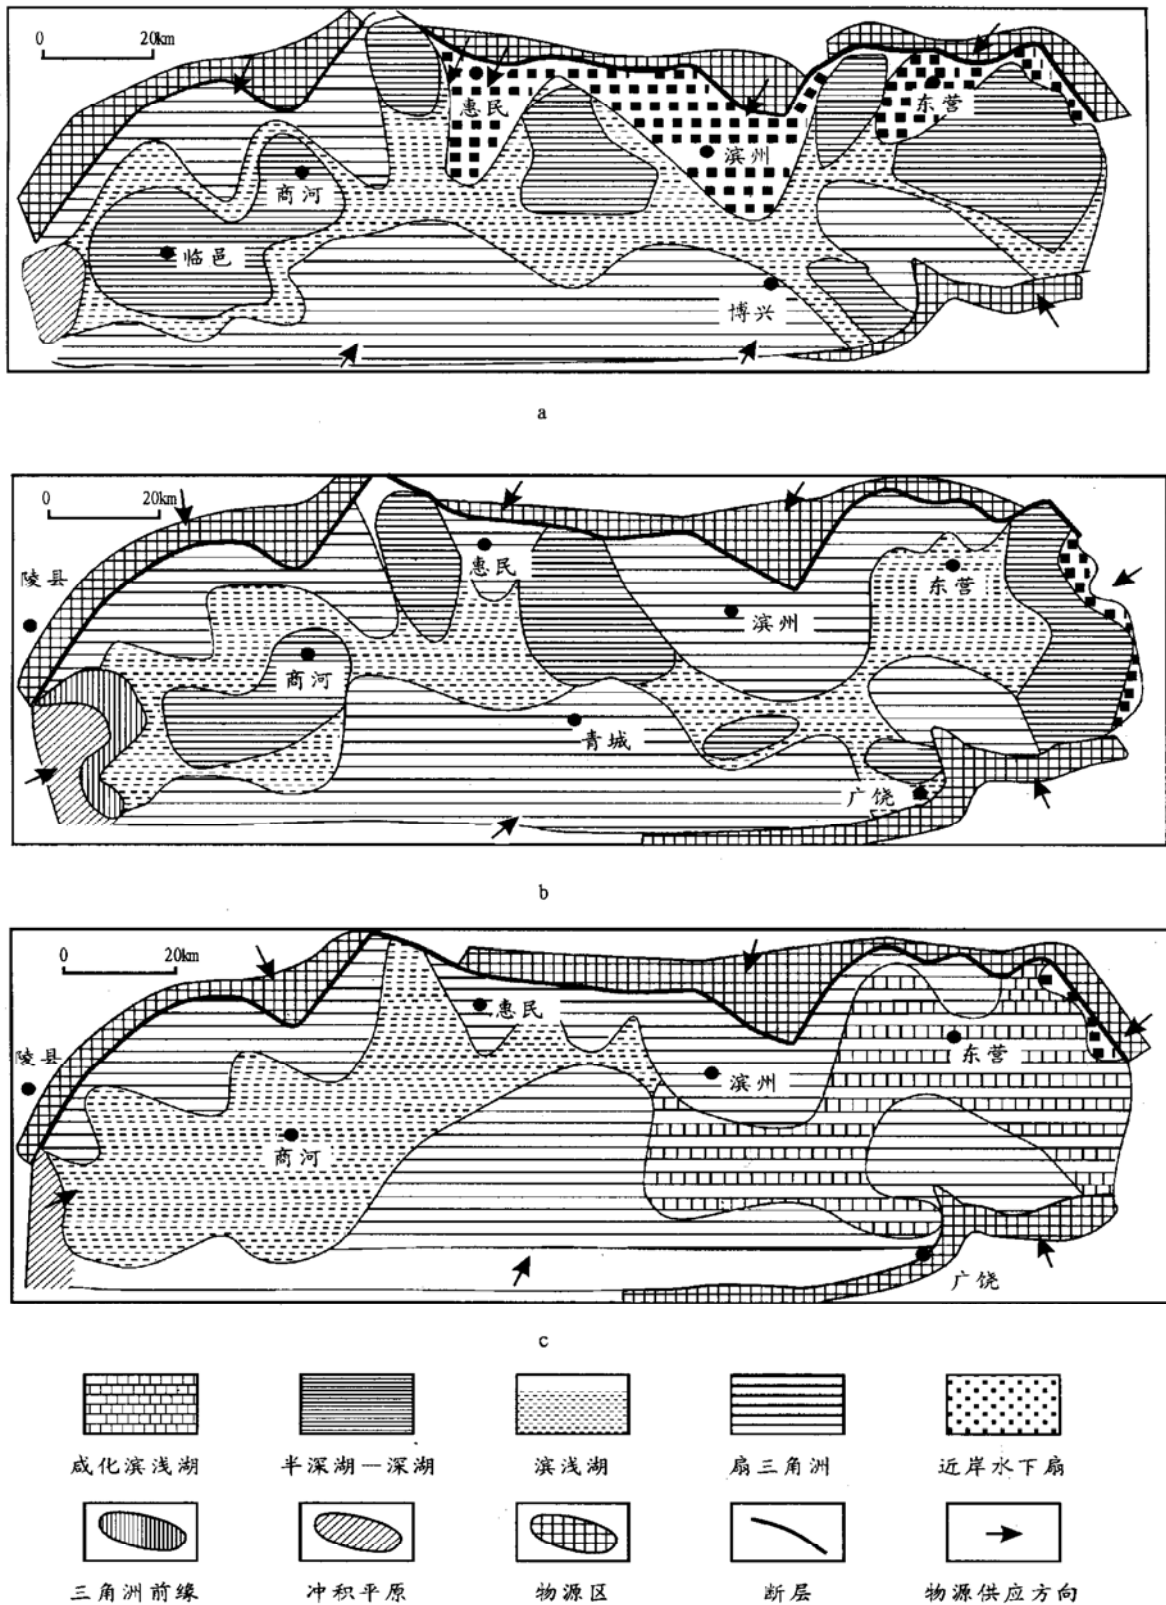 0 20km
惠民
东营
滨州
商河
临邑
博兴
a
0 20km
陵县
惠民
东营
滨州
商河
青城
广饶
b
0 20km
陵县
惠民
东营
滨州
商河
广饶
c
咸化滨浅湖 半深湖—深湖 滨浅湖 扇三角洲 近岸水下扇
三角洲前缘 冲积平原 物源区 断层 物源供应方向